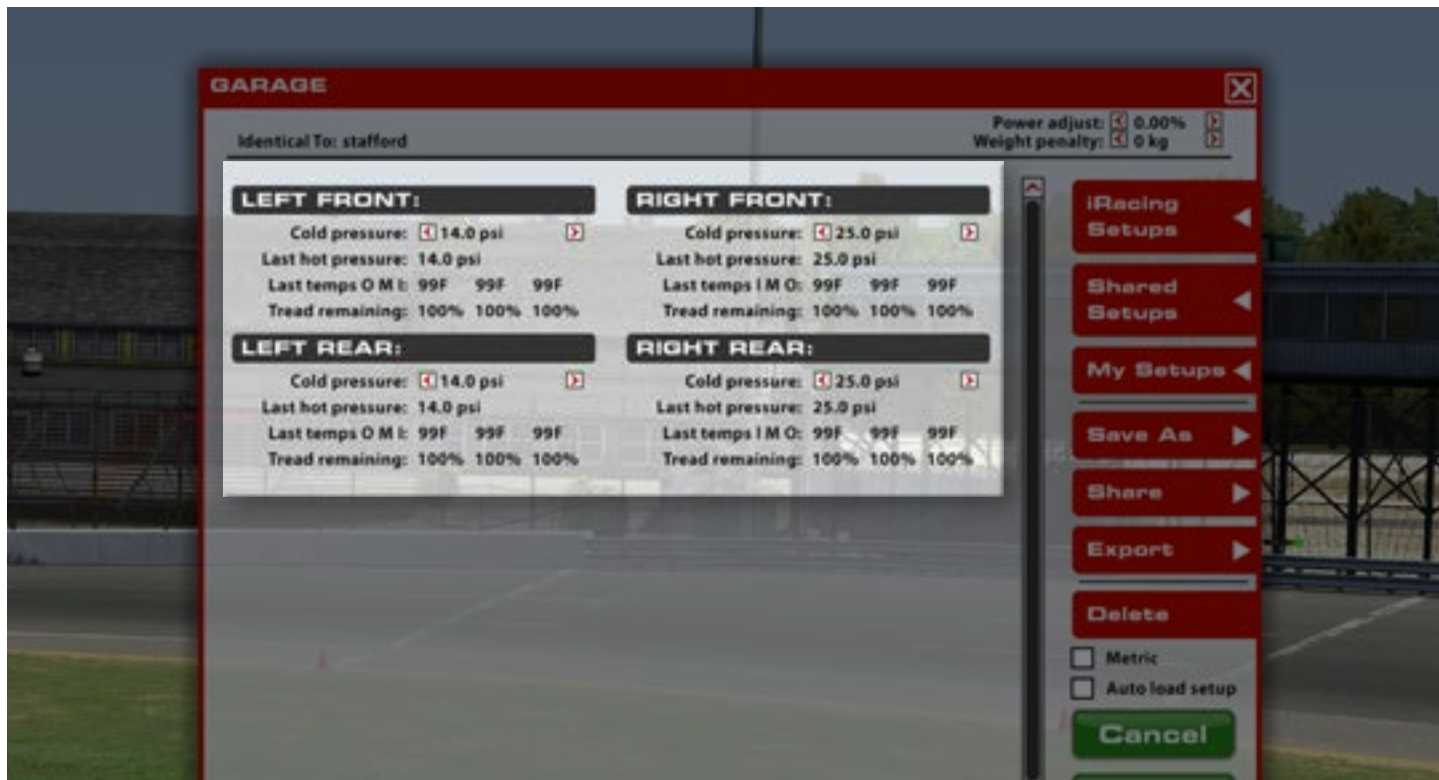 GARAGE
Identical To: stafford
Power adjust: 0.00%
Weight penalty: 0 kg
LEFT FRONT:
Cold pressure: 14.0 psi
Last hot pressure: 14.0 psi
Last temps O M I: 99F 99F 99F
Tread remaining: 100% 100% 100%
RIGHT FRONT:
Cold pressure: 25.0 psi
Last hot pressure: 25.0 psi
Last temps I M O: 99F 99F 99F
Tread remaining: 100% 100% 100%
LEFT REAR:
Cold pressure: 14.0 psi
Last hot pressure: 14.0 psi
Last temps O M I: 99F 99F 99F
Tread remaining: 100% 100% 100%
RIGHT REAR:
Cold pressure: 25.0 psi
Last hot pressure: 25.0 psi
Last temps I M O: 99F 99F 99F
Tread remaining: 100% 100% 100%
iRacing
Setups
Shared
Setups
My Setups
Save As
Share
Export
Delete
Metric
Auto load setup
Cancel